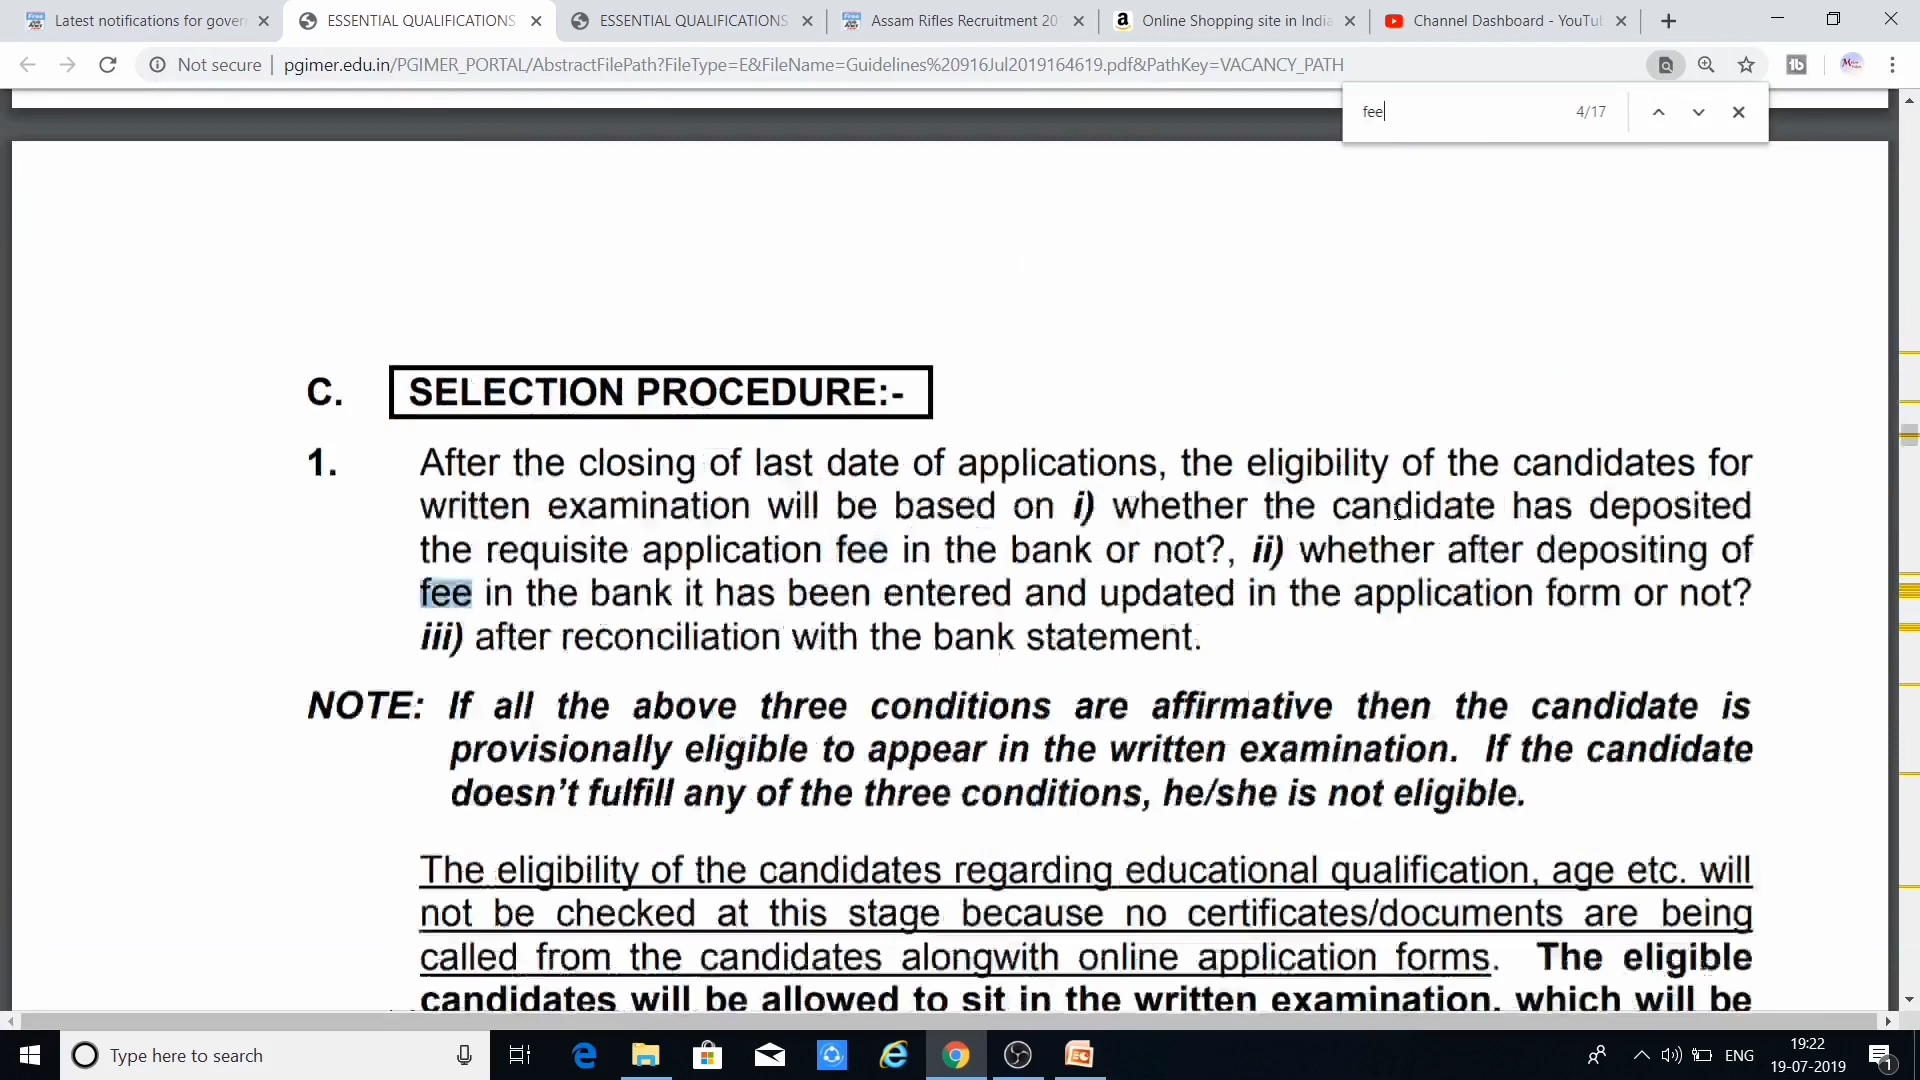 Latest notifications for gover
ESSENTIAL QUALIFICATIONS
ESSENTIAL QUALIFICATIONS
Assam Rifles Recruitment 20
Online Shopping site in India
Channel Dashboard - YouTu
Not secure | pgimer.edu.in/PGIMER_PORTAL/AbstractFilePath?FileType=E&FileName=Guidelines%20916Jul2019164619.pdf&PathKey=VACANCY_PATH
fee 4/17
C. SELECTION PROCEDURE:-
1. After the closing of last date of applications, the eligibility of the candidates for
written examination will be based on i) whether the candidate has deposited
the requisite application fee in the bank or not?, ii) whether after depositing of
fee in the bank it has been entered and updated in the application form or not?
iii) after reconciliation with the bank statement.
NOTE: If all the above three conditions are affirmative then the candidate is
provisionally eligible to appear in the written examination. If the candidate
doesn't fulfill any of the three conditions, he/she is not eligible.
The eligibility of the candidates regarding educational qualification, age etc. will
not be checked at this stage because no certificates/documents are being
called from the candidates alongwith online application forms. The eligible
candidates will be allowed to sit in the written examination, which will be
Type here to search
ENG
19:22
19-07-2019
1